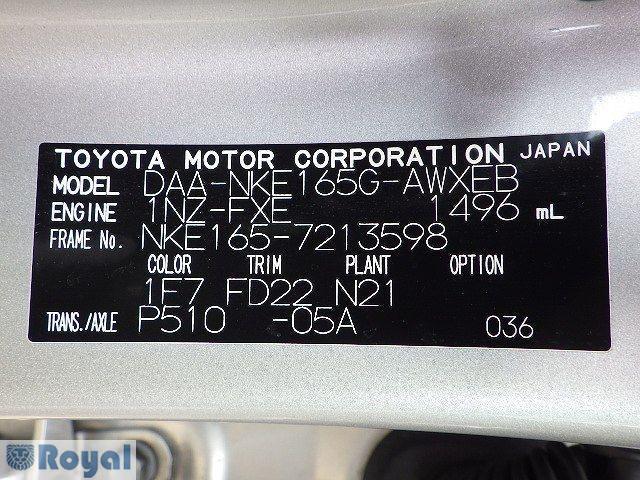 TOYOTA MOTOR CORPORATION JAPAN
MODEL DAA-NKE165G-AWXEB
ENGINE 1NZ-FXE 1496 mL
FRAME No. NKE165-7213598
COLOR TRIM PLANT OPTION
1F7 FD22 N21
TRANS./AXLE P510 -05A 036
Royal